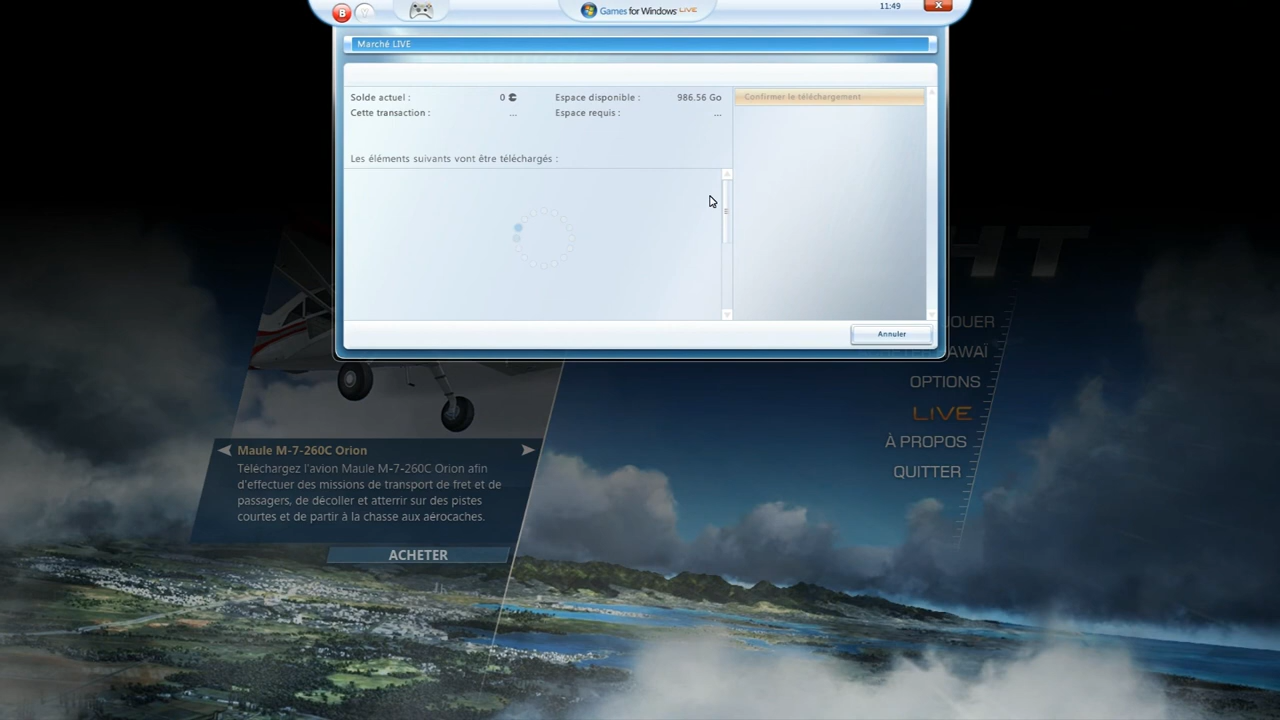 B
Games for Windows LIVE
11:49
Marché LIVE
Solde actuel : 0
Espace disponible : 986.56 Go
Confirmer le téléchargement
Cette transaction : ...
Espace requis : ...
Les éléments suivants vont être téléchargés :
Annuler
HT
JOUER
AWAÏ
OPTIONS
LIVE
À PROPOS
QUITTER
Maule M-7-260C Orion
Téléchargez l'avion Maule M-7-260C Orion afin
d'effectuer des missions de transport de fret et de
passagers, de décoller et atterrir sur des pistes
courtes et de partir à la chasse aux aérocaches.
ACHETER